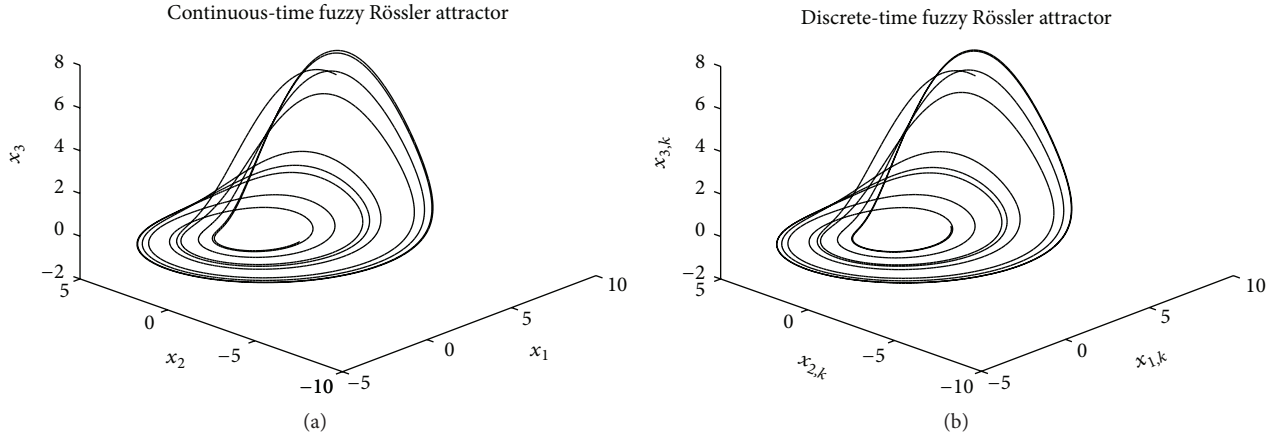 Continuous-time fuzzy Rössler attractor
8
6
4
2
0
−2
x3
5
0
−5
−10
x2
−5
0
5
10
x1
(a)
Discrete-time fuzzy Rössler attractor
8
6
4
2
0
−2
x3,k
5
0
−5
−10
x2,k
−5
0
5
10
x1,k
(b)